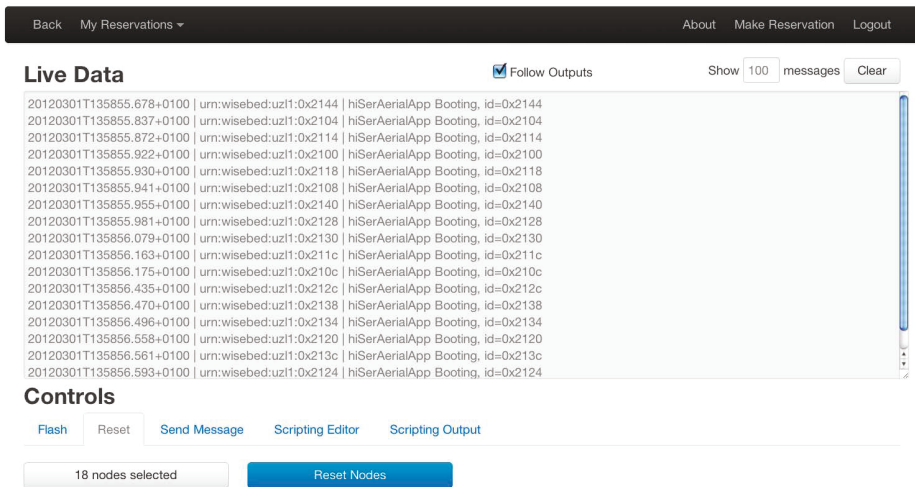 Back My Reservations About Make Reservation Logout
Live Data Follow Outputs Show 100 messages Clear
20120301T135855.678+0100 | urn:wisebed:uzl1:0x2144 | hiSerAerialApp Booting, id=0x2144
20120301T135855.837+0100 | urn:wisebed:uzl1:0x2104 | hiSerAerialApp Booting, id=0x2104
20120301T135855.872+0100 | urn:wisebed:uzl1:0x2114 | hiSerAerialApp Booting, id=0x2114
20120301T135855.922+0100 | urn:wisebed:uzl1:0x2100 | hiSerAerialApp Booting, id=0x2100
20120301T135855.930+0100 | urn:wisebed:uzl1:0x2118 | hiSerAerialApp Booting, id=0x2118
20120301T135855.941+0100 | urn:wisebed:uzl1:0x2108 | hiSerAerialApp Booting, id=0x2108
20120301T135855.955+0100 | urn:wisebed:uzl1:0x2140 | hiSerAerialApp Booting, id=0x2140
20120301T135855.981+0100 | urn:wisebed:uzl1:0x2128 | hiSerAerialApp Booting, id=0x2128
20120301T135856.079+0100 | urn:wisebed:uzl1:0x2130 | hiSerAerialApp Booting, id=0x2130
20120301T135856.163+0100 | urn:wisebed:uzl1:0x211c | hiSerAerialApp Booting, id=0x211c
20120301T135856.175+0100 | urn:wisebed:uzl1:0x210c | hiSerAerialApp Booting, id=0x210c
20120301T135856.435+0100 | urn:wisebed:uzl1:0x212c | hiSerAerialApp Booting, id=0x212c
20120301T135856.470+0100 | urn:wisebed:uzl1:0x2138 | hiSerAerialApp Booting, id=0x2138
20120301T135856.496+0100 | urn:wisebed:uzl1:0x2134 | hiSerAerialApp Booting, id=0x2134
20120301T135856.558+0100 | urn:wisebed:uzl1:0x2120 | hiSerAerialApp Booting, id=0x2120
20120301T135856.561+0100 | urn:wisebed:uzl1:0x213c | hiSerAerialApp Booting, id=0x213c
20120301T135856.593+0100 | urn:wisebed:uzl1:0x2124 | hiSerAerialApp Booting, id=0x2124
Controls
Flash Reset Send Message Scripting Editor Scripting Output
18 nodes selected Reset Nodes